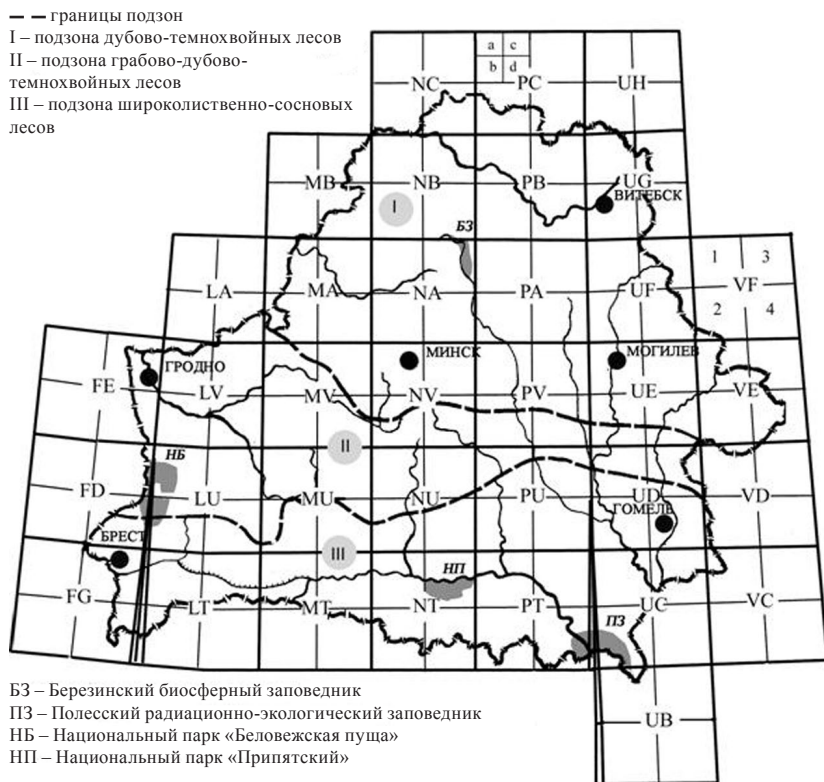 — — границы подзон
I – подзона дубово-темнохвойных лесов
II – подзона грабово-дубово-
темнохвойных лесов
III – подзона широколиственно-сосновых
лесов
a c
b d
NC PC UH
MB NB PB UG
ВИТЕБСК
I
БЗ
1 3
LA MA NA PA UF VF
2 4
ГРОДНО МИНСК МОГИЛЕВ
FE LV MV NV PV UE VE
II
НБ
FD LU MU NU PU UD VD
ГОМЕЛЬ
БРЕСТ
III
НП
FG LT MT NT PT UC VC
ПЗ
UB
БЗ – Березинский биосферный заповедник
ПЗ – Полесский радиационно-экологический заповедник
НБ – Национальный парк «Беловежская пуща»
НП – Национальный парк «Припятский»